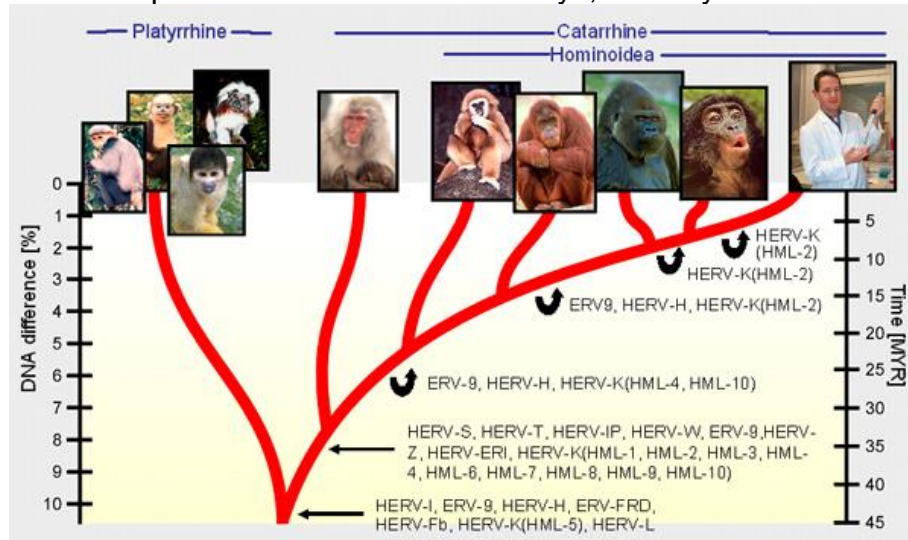 Platyrrhine
Catarrhine
Hominoidea
DNA difference [%]
0
1
2
3
4
5
6
7
8
9
10
Time [MYR]
5
10
15
20
25
30
35
40
45
HERV-K
(HML-2)
HERV-K(HML-2)
ERV9, HERV-H, HERV-K(HML-2)
ERV-9, HERV-H, HERV-K(HML-4, HML-10)
HERV-S, HERV-T, HERV-IP, HERV-W, ERV-9,HERV-
Z, HERV-ERI, HERV-K(HML-1, HML-2, HML-3, HML-
4, HML-6, HML-7, HML-8, HML-9, HML-10)
HERV-I, ERV-9, HERV-H, ERV-FRD,
HERV-Fb, HERV-K(HML-5), HERV-L